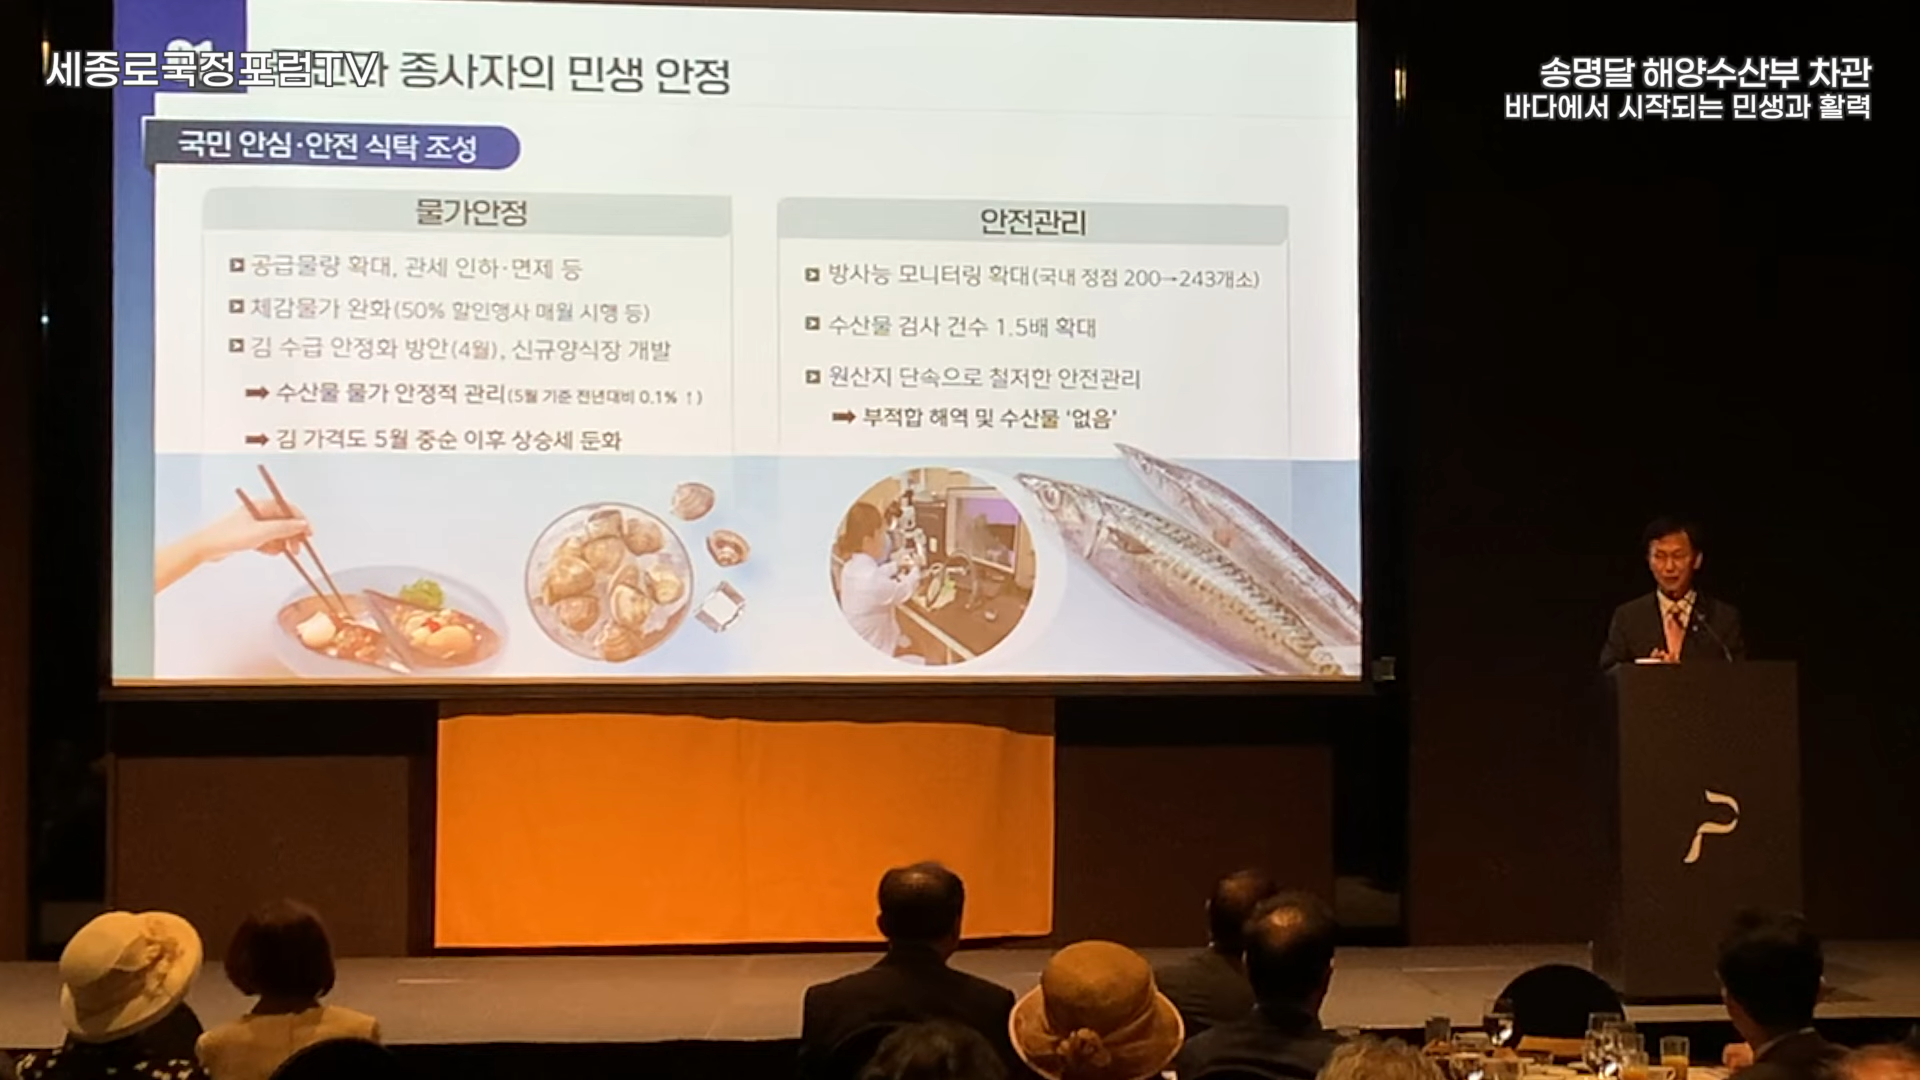 세종로국정포럼TV
종사자의 민생 안정
송명달 해양수산부 차관
바다에서 시작되는 민생과 활력
국민 안심·안전 식탁 조성
물가안정
공급물량 확대, 관세 인하·면제 등
체감물가 완화(50% 할인행사 매월 시행 등)
김 수급 안정화 방안(4월), 신규양식장 개발
➡ 수산물 물가 안정적 관리(5월 기준 전년대비 0.1% ↑)
➡ 김 가격도 5월 중순 이후 상승세 둔화
안전관리
방사능 모니터링 확대(국내 정점 200→243개소)
수산물 검사 건수 1.5배 확대
원산지 단속으로 철저한 안전관리
➡ 부적합 해역 및 수산물 '없음'